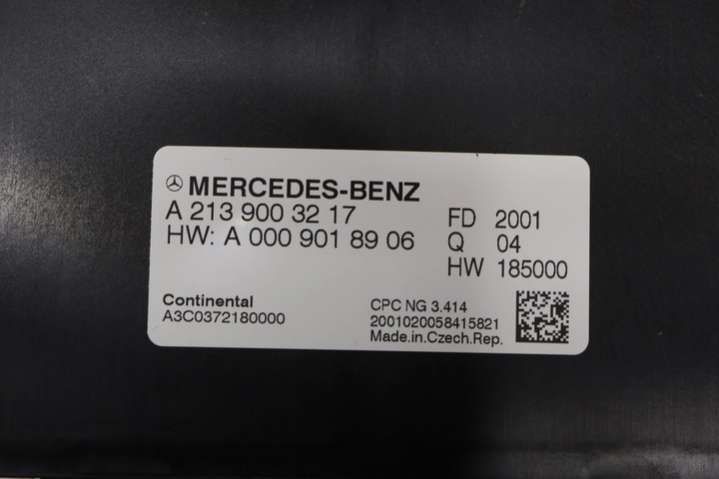 MERCEDES-BENZ
A 213 900 32 17
HW: A 000 901 89 06
FD 2001
Q 04
HW 185000
Continental
A3C0372180000
CPC NG 3.414
2001020058415821
Made.in.Czech.Rep.